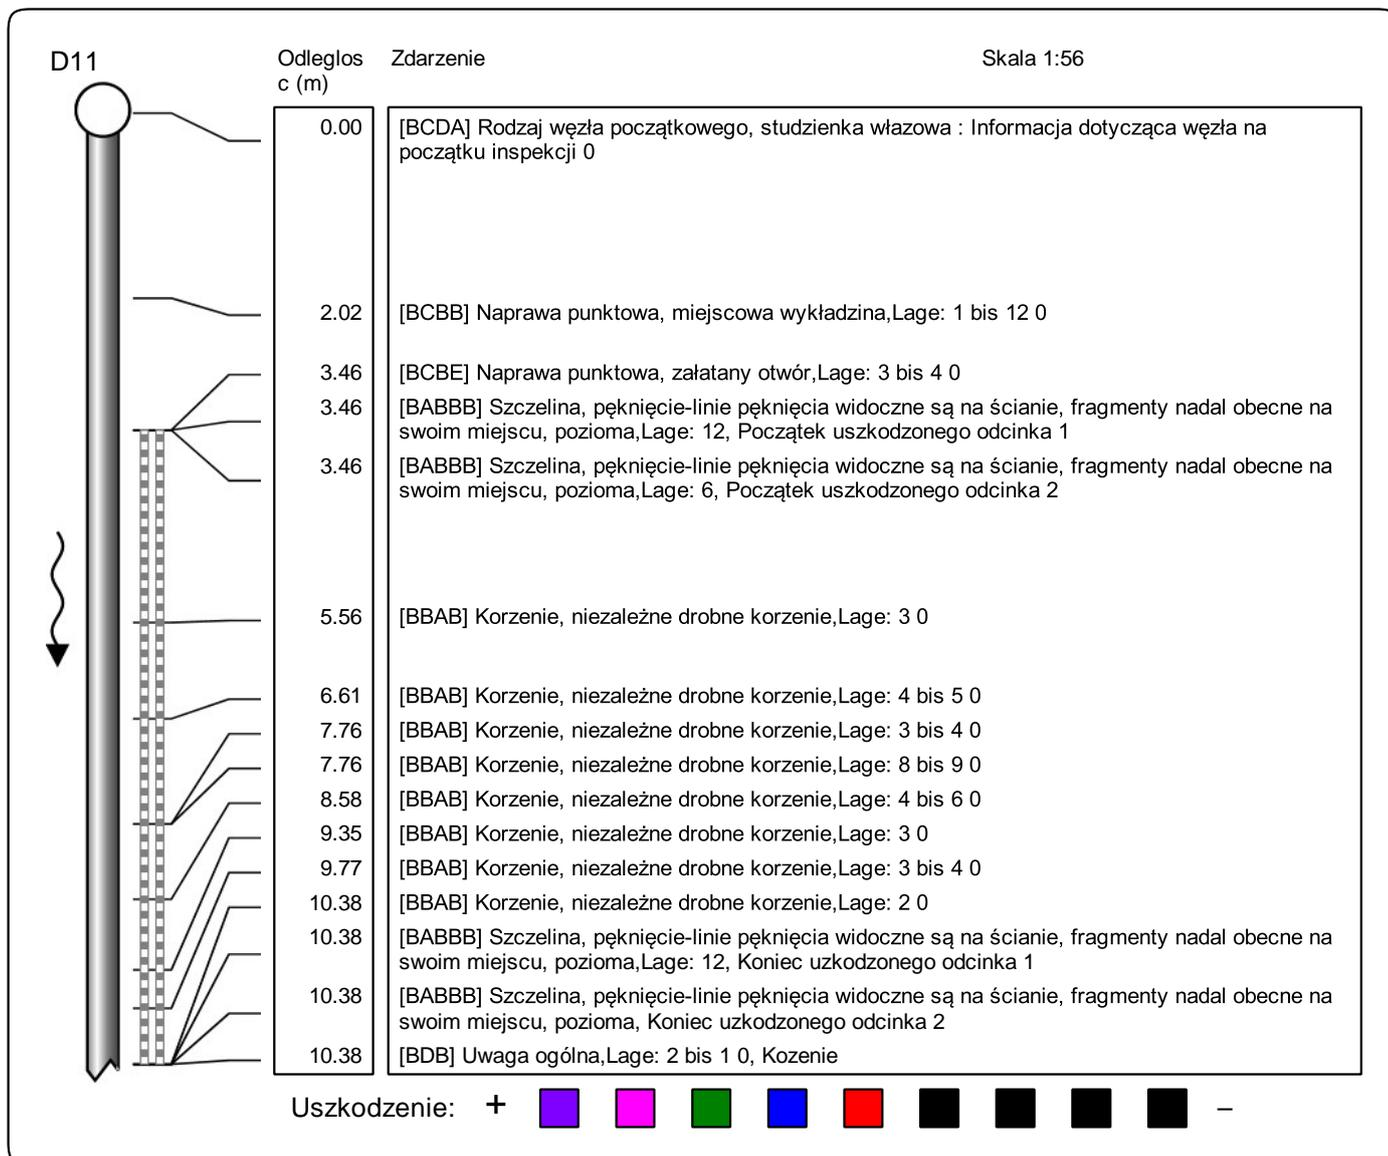 D11
Odleglos
c (m)
Zdarzenie
Skala 1:56
0.00 [BCDA] Rodzaj węzła początkowego, studzienka włazowa : Informacja dotycząca węzła na
początku inspekcji 0
2.02 [BCBB] Naprawa punktowa, miejscowa wykładzina,Lage: 1 bis 12 0
3.46 [BCBE] Naprawa punktowa, załatany otwór,Lage: 3 bis 4 0
3.46 [BABBB] Szczelina, pęknięcie-linie pęknięcia widoczne są na ścianie, fragmenty nadal obecne na
swoim miejscu, pozioma,Lage: 12, Początek uszkodzonego odcinka 1
3.46 [BABBB] Szczelina, pęknięcie-linie pęknięcia widoczne są na ścianie, fragmenty nadal obecne na
swoim miejscu, pozioma,Lage: 6, Początek uszkodzonego odcinka 2
5.56 [BBAB] Korzenie, niezależne drobne korzenie,Lage: 3 0
6.61 [BBAB] Korzenie, niezależne drobne korzenie,Lage: 4 bis 5 0
7.76 [BBAB] Korzenie, niezależne drobne korzenie,Lage: 3 bis 4 0
7.76 [BBAB] Korzenie, niezależne drobne korzenie,Lage: 8 bis 9 0
8.58 [BBAB] Korzenie, niezależne drobne korzenie,Lage: 4 bis 6 0
9.35 [BBAB] Korzenie, niezależne drobne korzenie,Lage: 3 0
9.77 [BBAB] Korzenie, niezależne drobne korzenie,Lage: 3 bis 4 0
10.38 [BBAB] Korzenie, niezależne drobne korzenie,Lage: 2 0
10.38 [BABBB] Szczelina, pęknięcie-linie pęknięcia widoczne są na ścianie, fragmenty nadal obecne na
swoim miejscu, pozioma,Lage: 12, Koniec uzkodzonego odcinka 1
10.38 [BABBB] Szczelina, pęknięcie-linie pęknięcia widoczne są na ścianie, fragmenty nadal obecne na
swoim miejscu, pozioma, Koniec uzkodzonego odcinka 2
10.38 [BDB] Uwaga ogólna,Lage: 2 bis 1 0, Kozenie
Uszkodzenie: + –